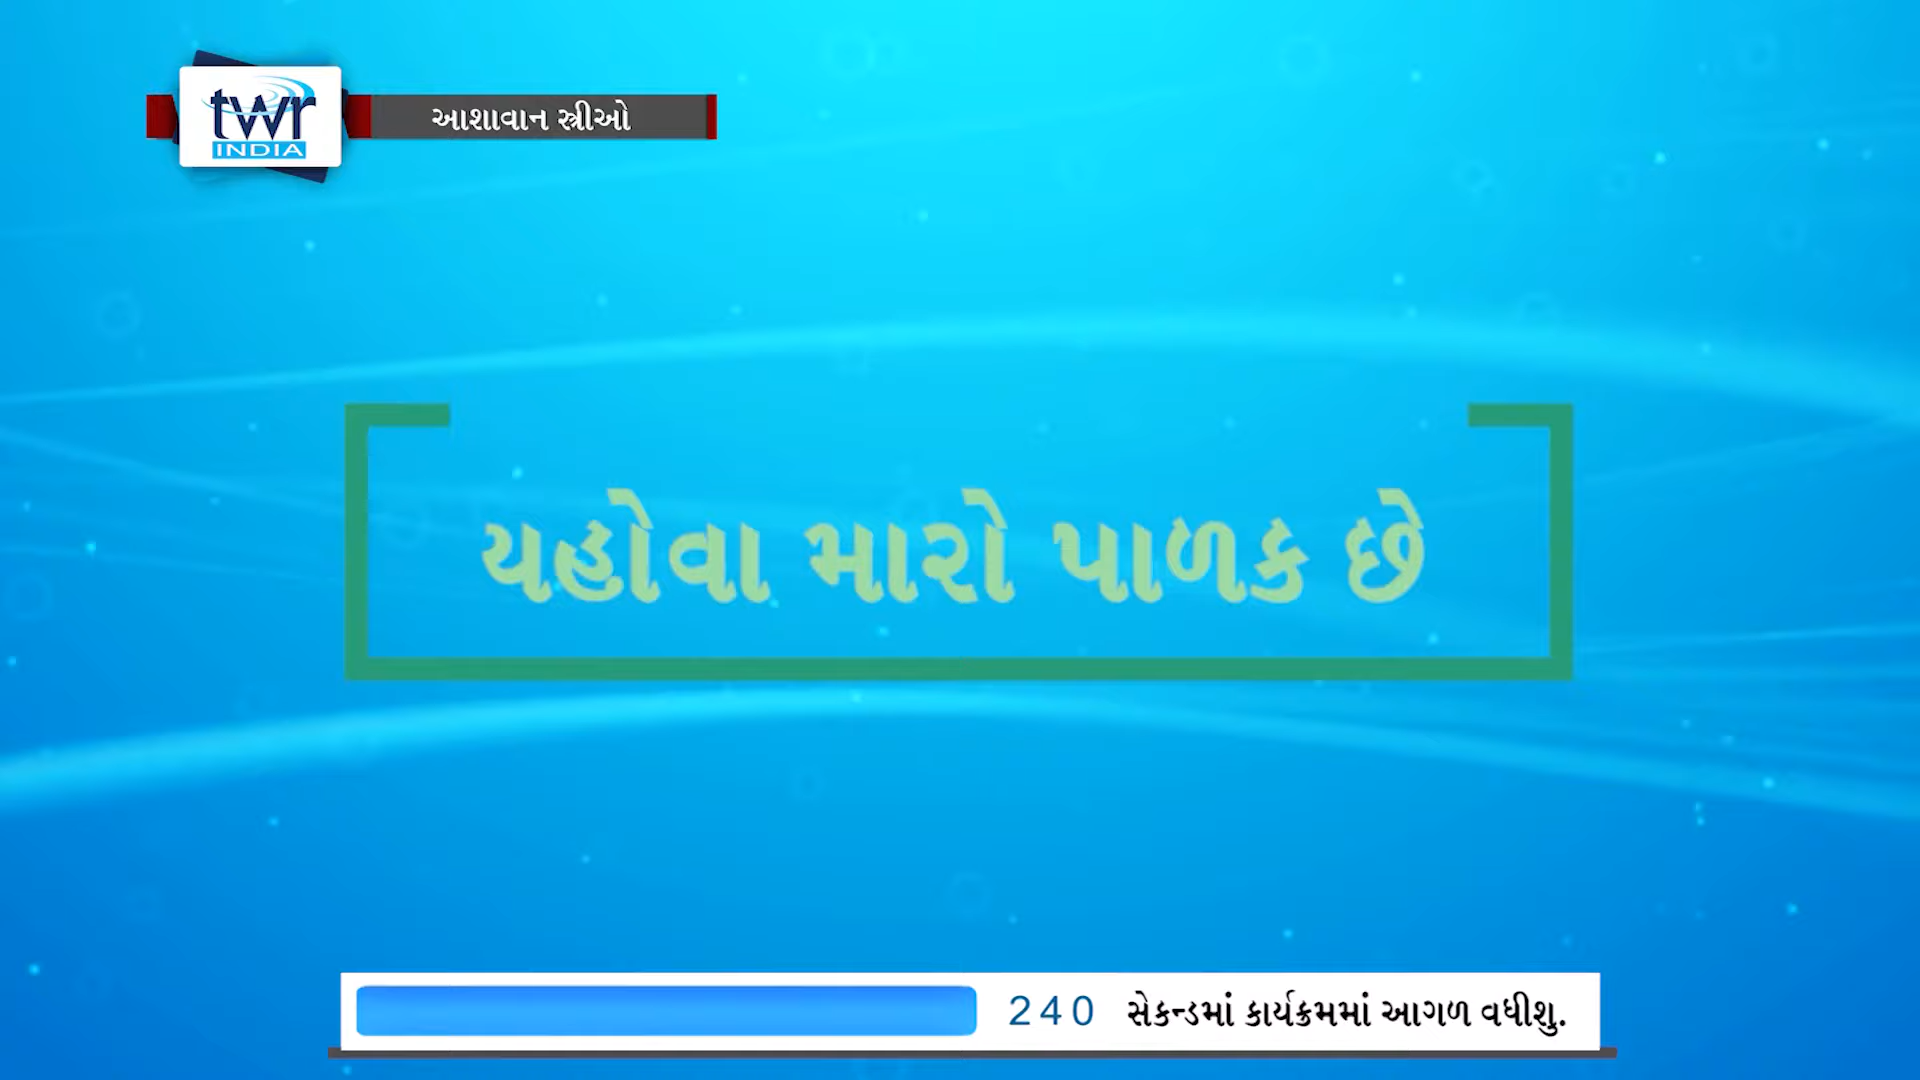 twr
INDIA
આશાવાન સ્ત્રીઓ
યહોવા મારો પાળક છે
240 સેકન્ડમાં કાર્યક્રમમાં આગળ વધીશુ.